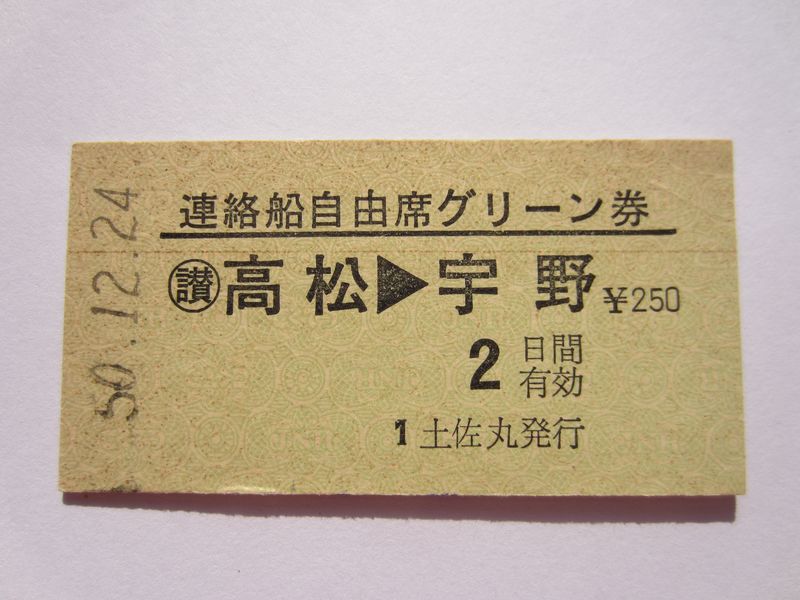 50.12.24
連絡船自由席グリーン券
讃 高松▶宇野 ¥250
2 日間有効
1 土佐丸発行